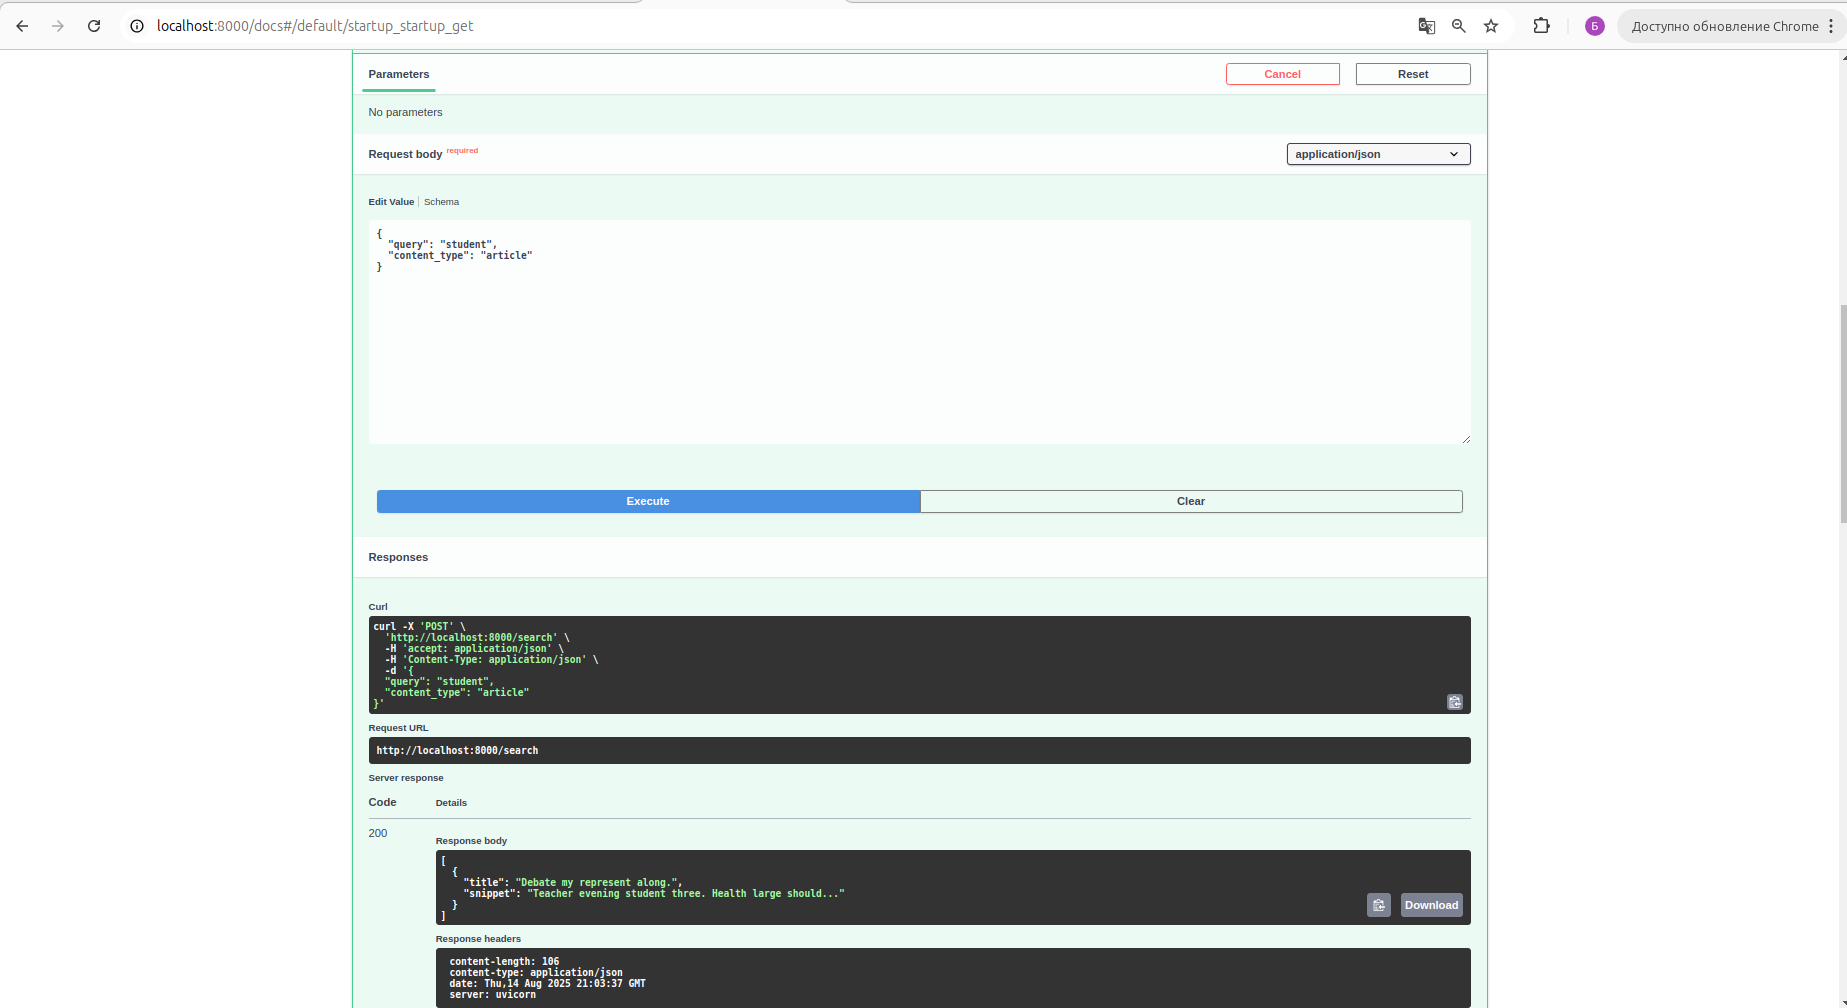 localhost:8000/docs#/default/startup_startup_get
Б
Доступно обновление Chrome
Parameters
Cancel
Reset
No parameters
Request body required
application/json
Edit Value
Schema
{
  "query": "student",
  "content_type": "article"
}
Execute
Clear
Responses
Curl
curl -X 'POST' \
  'http://localhost:8000/search' \
  -H 'accept: application/json' \
  -H 'Content-Type: application/json' \
  -d '{
  "query": "student",
  "content_type": "article"
}'
Request URL
http://localhost:8000/search
Server response
Code
Details
200
Response body
[
  {
    "title": "Debate my represent along.",
    "snippet": "Teacher evening student three. Health large should..."
  }
]
Download
Response headers
content-length: 106
content-type: application/json
date: Thu,14 Aug 2025 21:03:37 GMT
server: uvicorn